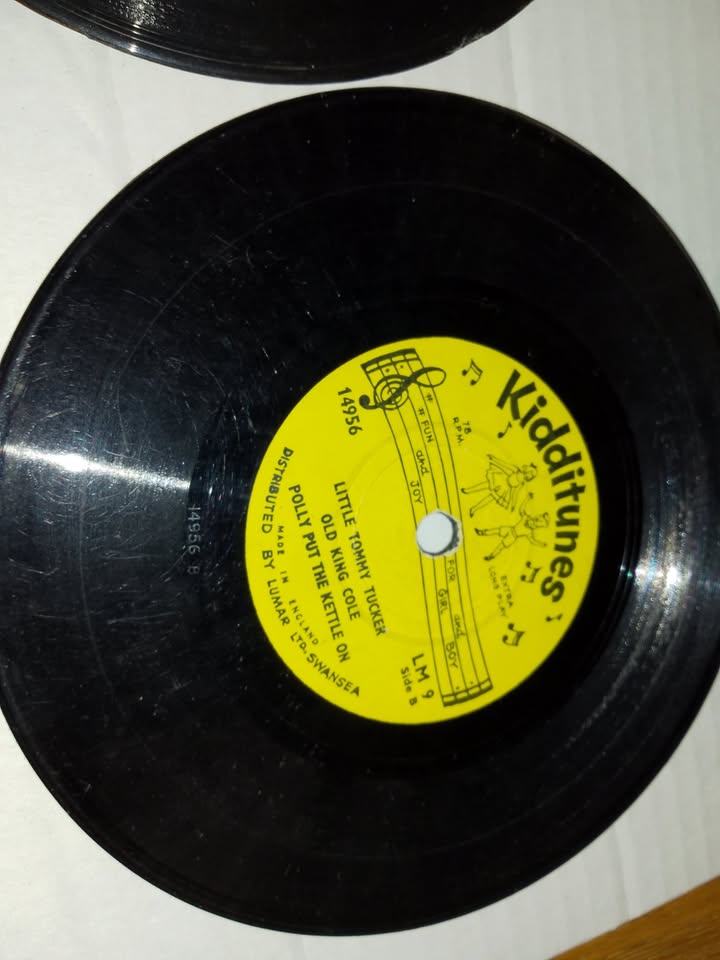 Kidditunes
EXTRA
LONG PLAY
78
R.P.M.
# FUN and JOY FOR GIRL and BOY
14956
LM 9
Side B
LITTLE TOMMY TUCKER
OLD KING COLE
POLLY PUT THE KETTLE ON
MADE IN ENGLAND
DISTRIBUTED BY LUMAR LTD. SWANSEA
14956 B